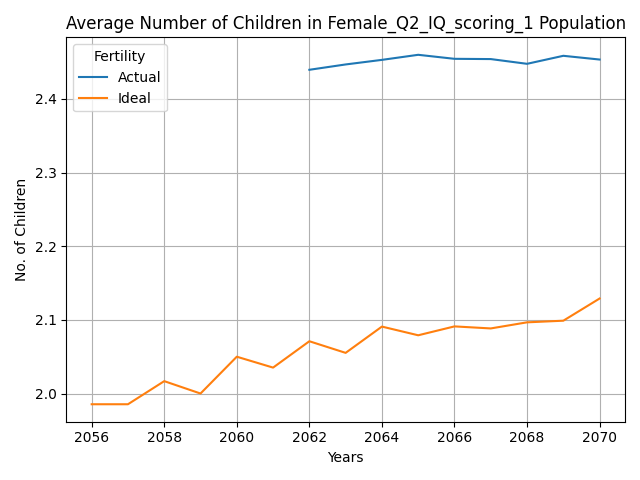 Average Number of Children in Female_Q2_IQ_scoring_1 Population
Fertility
Actual
Ideal
No. of Children
2.4
2.3
2.2
2.1
2.0
2056 2058 2060 2062 2064 2066 2068 2070
Years